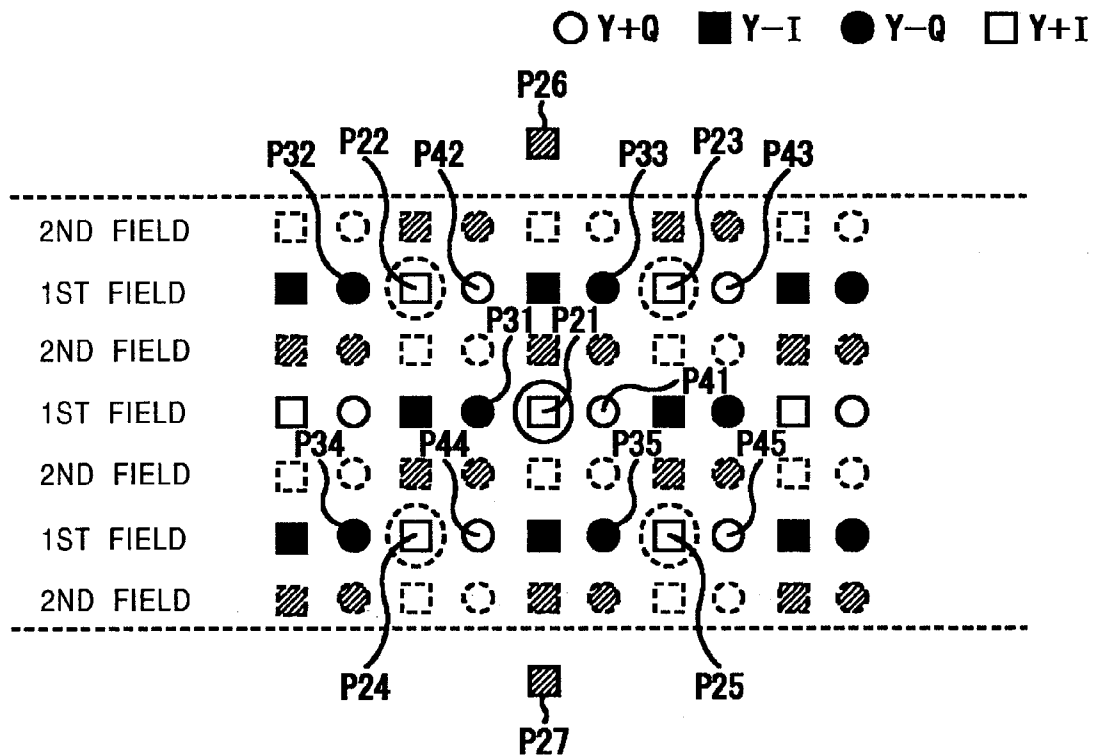 Y+Q Y-I Y-Q Y+I
P26
P32 P22 P42 P33 P23 P43
2ND FIELD
1ST FIELD
P31 P21
2ND FIELD
P41
1ST FIELD
P34 P44 P35 P45
2ND FIELD
1ST FIELD
2ND FIELD
P24 P25
P27